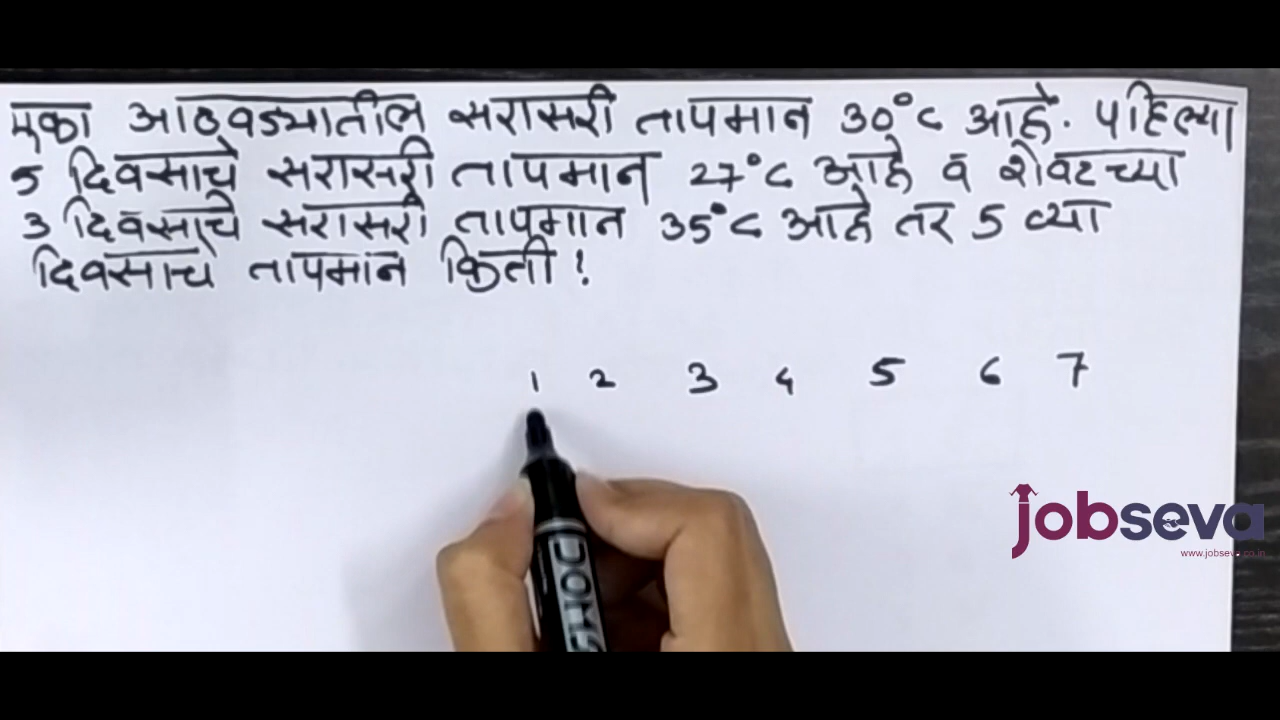 एका आठवड्यातील सरासरी तापमान 30°C आहे. पहिल्या
5 दिवसाचे सरासरी तापमान 27°C आहे व शेवटच्या
3 दिवसाचे सरासरी तापमान 35°C आहे तर 5 व्या
दिवसाचे तापमान किती!
1 2 3 4 5 6 7
jobseva
www.jobseva.co.in
DOMS